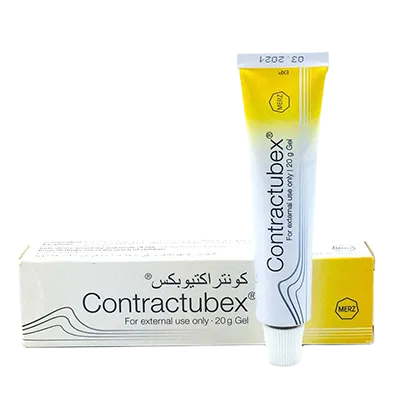 03.2021
EXP
MERZ
Contractubex®
For external use only | 20 g Gel
كونتراكتيوبكس®
Contractubex®
For external use only · 20 g Gel
MERZ